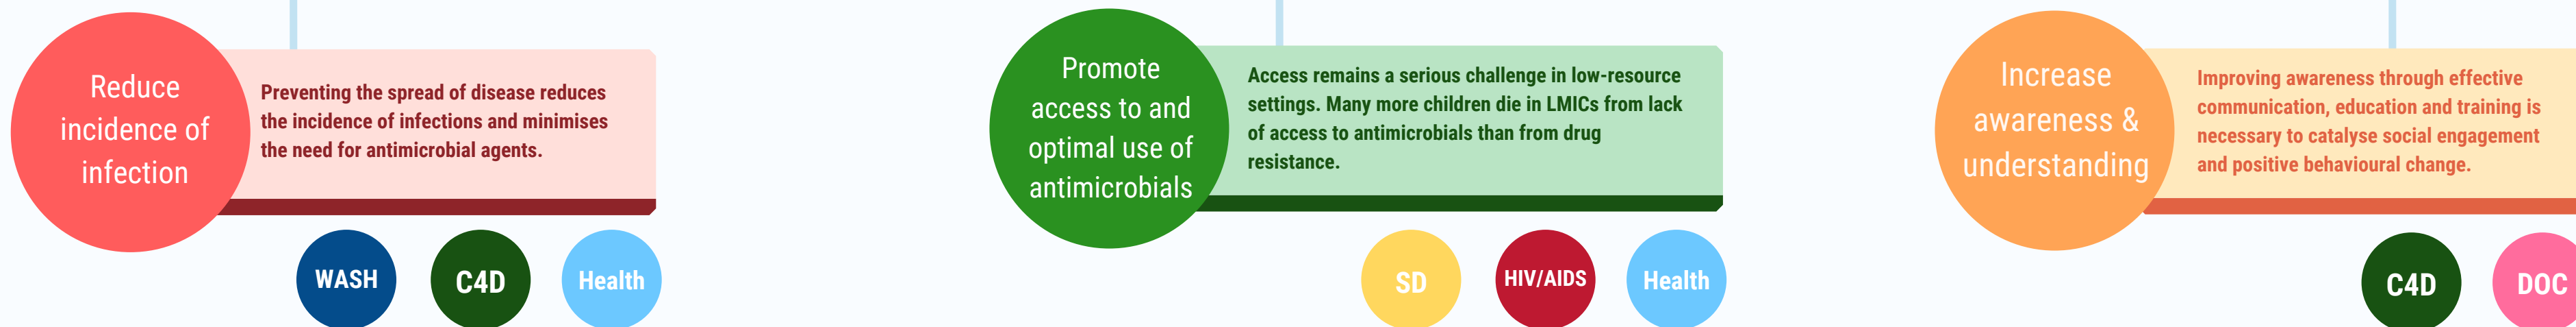 Reduce
incidence of
infection
Preventing the spread of disease reduces
the incidence of infections and minimises
the need for antimicrobial agents.
WASH
C4D
Health
Promote
access to and
optimal use of
antimicrobials
Access remains a serious challenge in low-resource
settings. Many more children die in LMICs from lack
of access to antimicrobials than from drug
resistance.
SD
HIV/AIDS
Health
Increase
awareness &
understanding
Improving awareness through effective
communication, education and training is
necessary to catalyse social engagement
and positive behavioural change.
C4D
DOC